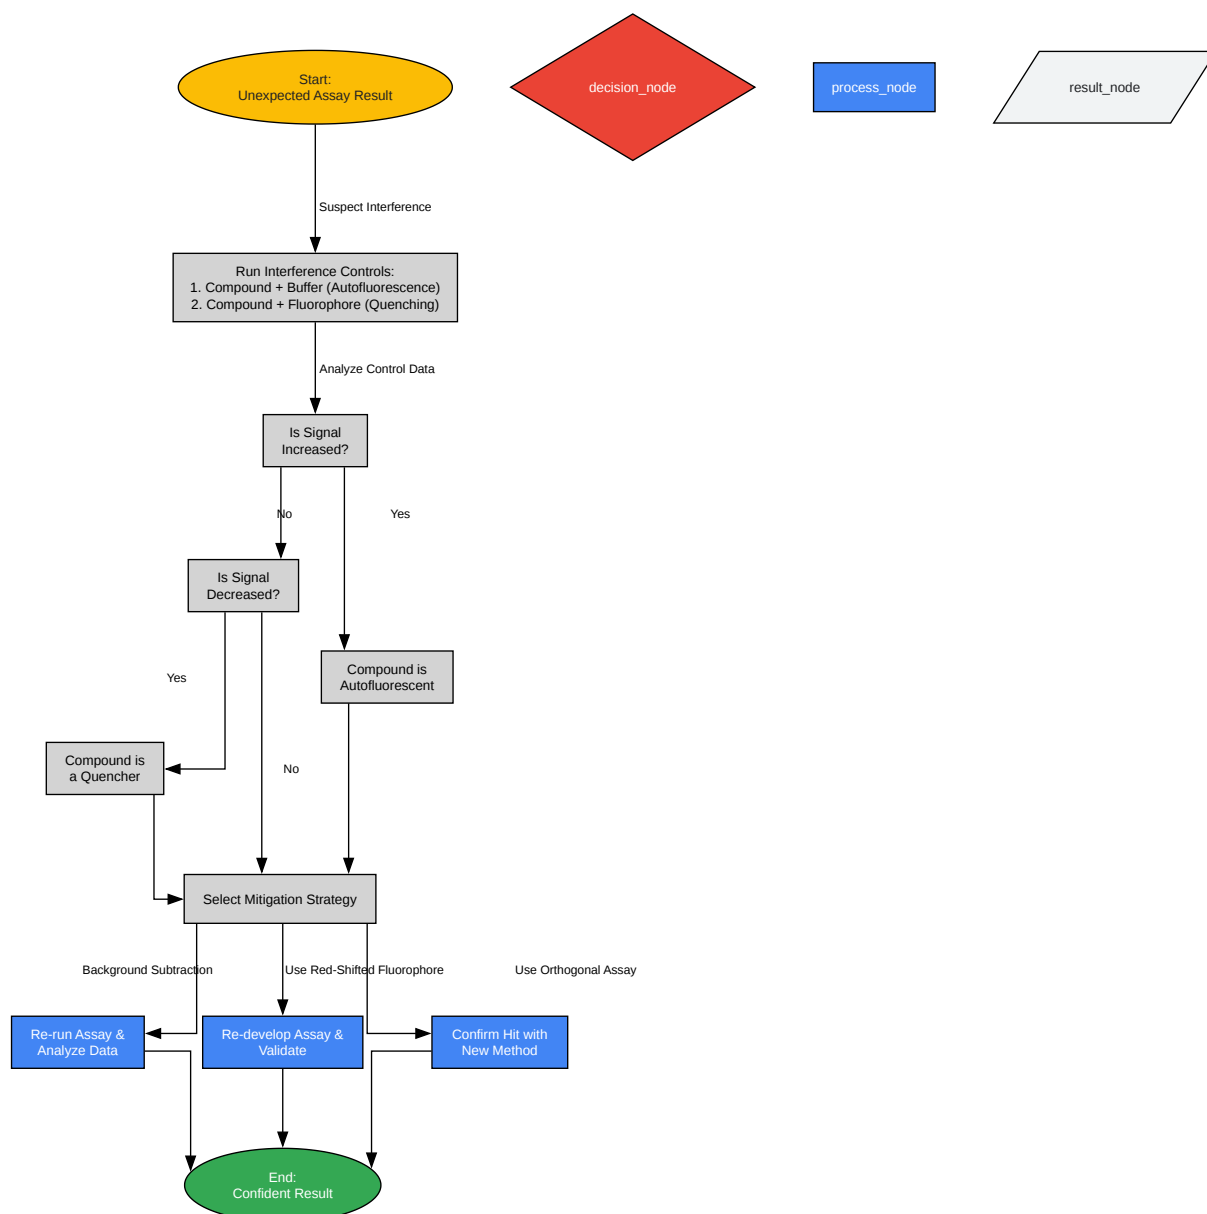 Start:
Unexpected Assay Result
decision_node
process_node
result_node
Suspect Interference
Run Interference Controls:
1. Compound + Buffer (Autofluorescence)
2. Compound + Fluorophore (Quenching)
Analyze Control Data
Is Signal
Increased?
No
Yes
Is Signal
Decreased?
Compound is
Autofluorescent
Yes
Compound is
a Quencher
No
Select Mitigation Strategy
Background Subtraction
Use Red-Shifted Fluorophore
Use Orthogonal Assay
Re-run Assay &
Analyze Data
Re-develop Assay &
Validate
Confirm Hit with
New Method
End:
Confident Result